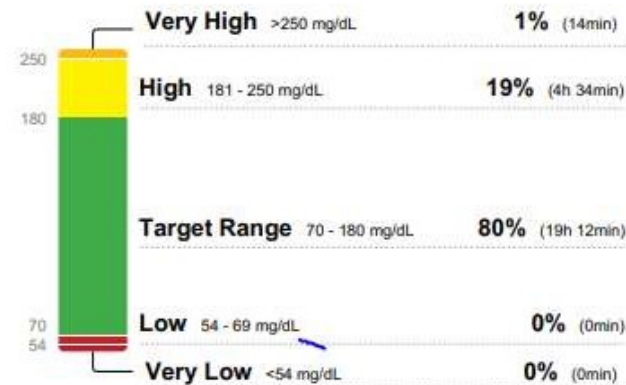 Very High >250 mg/dL 1% (14min)
250
High 181 - 250 mg/dL 19% (4h 34min)
180
Target Range 70 - 180 mg/dL 80% (19h 12min)
70
Low 54 - 69 mg/dL 0% (0min)
54
Very Low <54 mg/dL 0% (0min)